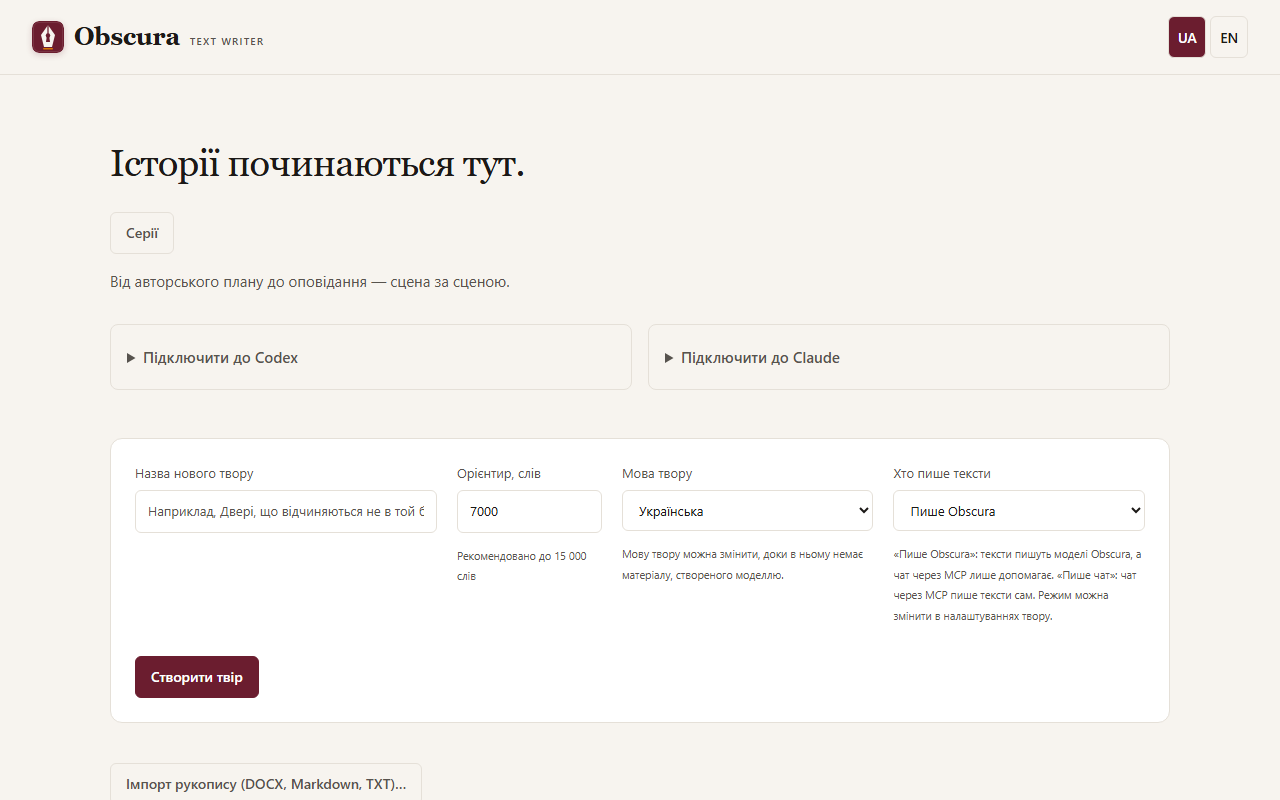 Obscura TEXT WRITER
UA EN
Історії починаються тут.
Серії
Від авторського плану до оповідання — сцена за сценою.
Підключити до Codex
Підключити до Claude
Назва нового твору
Наприклад, Двері, що відчиняються не в той б
Орієнтир, слів
7000
Рекомендовано до 15 000
слів
Мова твору
Українська
Мову твору можна змінити, доки в ньому немає
матеріалу, створеного моделлю.
Хто пише тексти
Пише Obscura
«Пише Obscura»: тексти пишуть моделі Obscura, а
чат через MCP лише допомагає. «Пише чат»: чат
через MCP пише тексти сам. Режим можна
змінити в налаштуваннях твору.
Створити твір
Імпорт рукопису (DOCX, Markdown, TXT)...